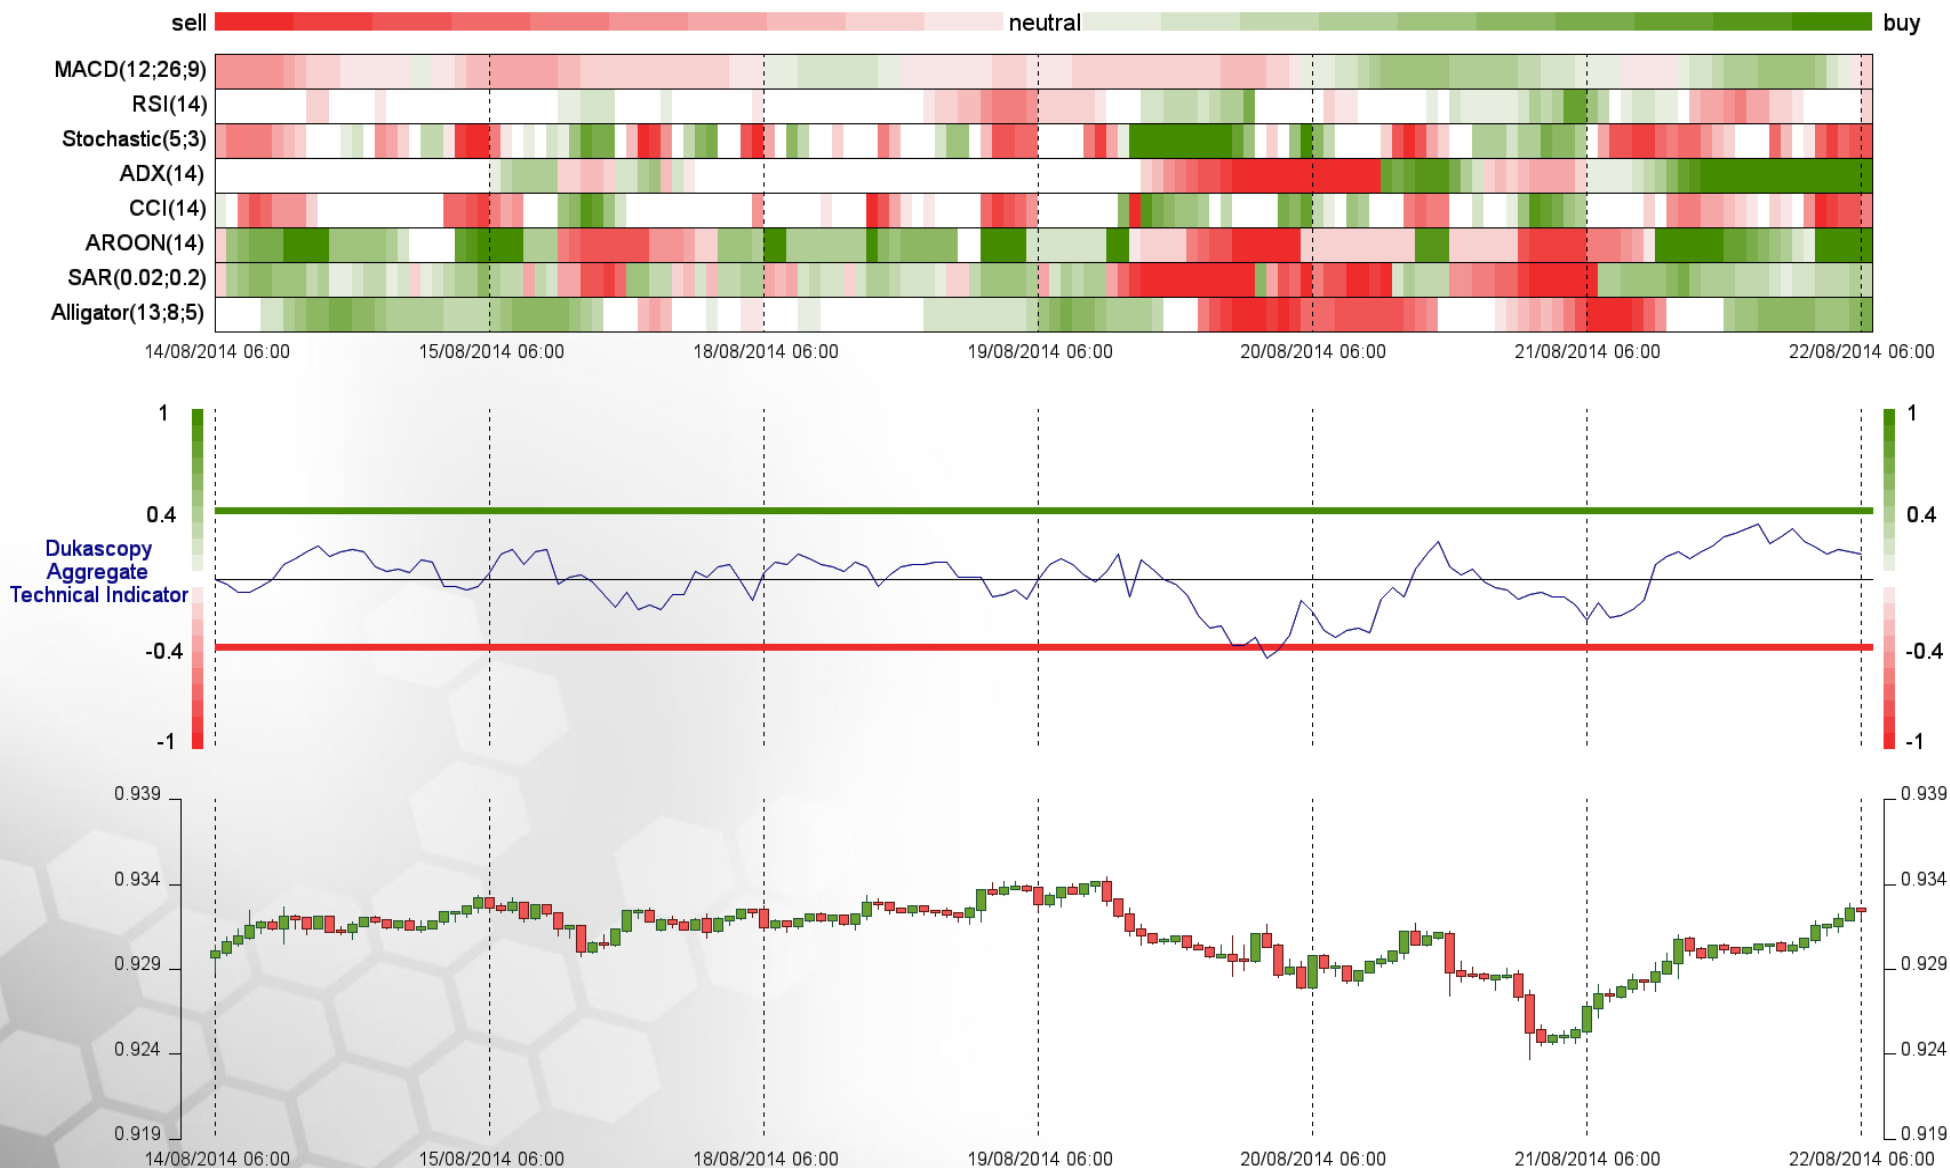 sell neutral buy
MACD(12;26;9)
RSI(14)
Stochastic(5;3)
ADX(14)
CCI(14)
AROON(14)
SAR(0.02;0.2)
Alligator(13;8;5)
14/08/2014 06:00 15/08/2014 06:00 18/08/2014 06:00 19/08/2014 06:00 20/08/2014 06:00 21/08/2014 06:00 22/08/2014 06:00
1 1
0.4 0.4
Dukascopy
Aggregate
Technical Indicator
-0.4 -0.4
-1 -1
0.939 0.939
0.934 0.934
0.929 0.929
0.924 0.924
0.919 0.919
14/08/2014 06:00 15/08/2014 06:00 18/08/2014 06:00 19/08/2014 06:00 20/08/2014 06:00 21/08/2014 06:00 22/08/2014 06:00